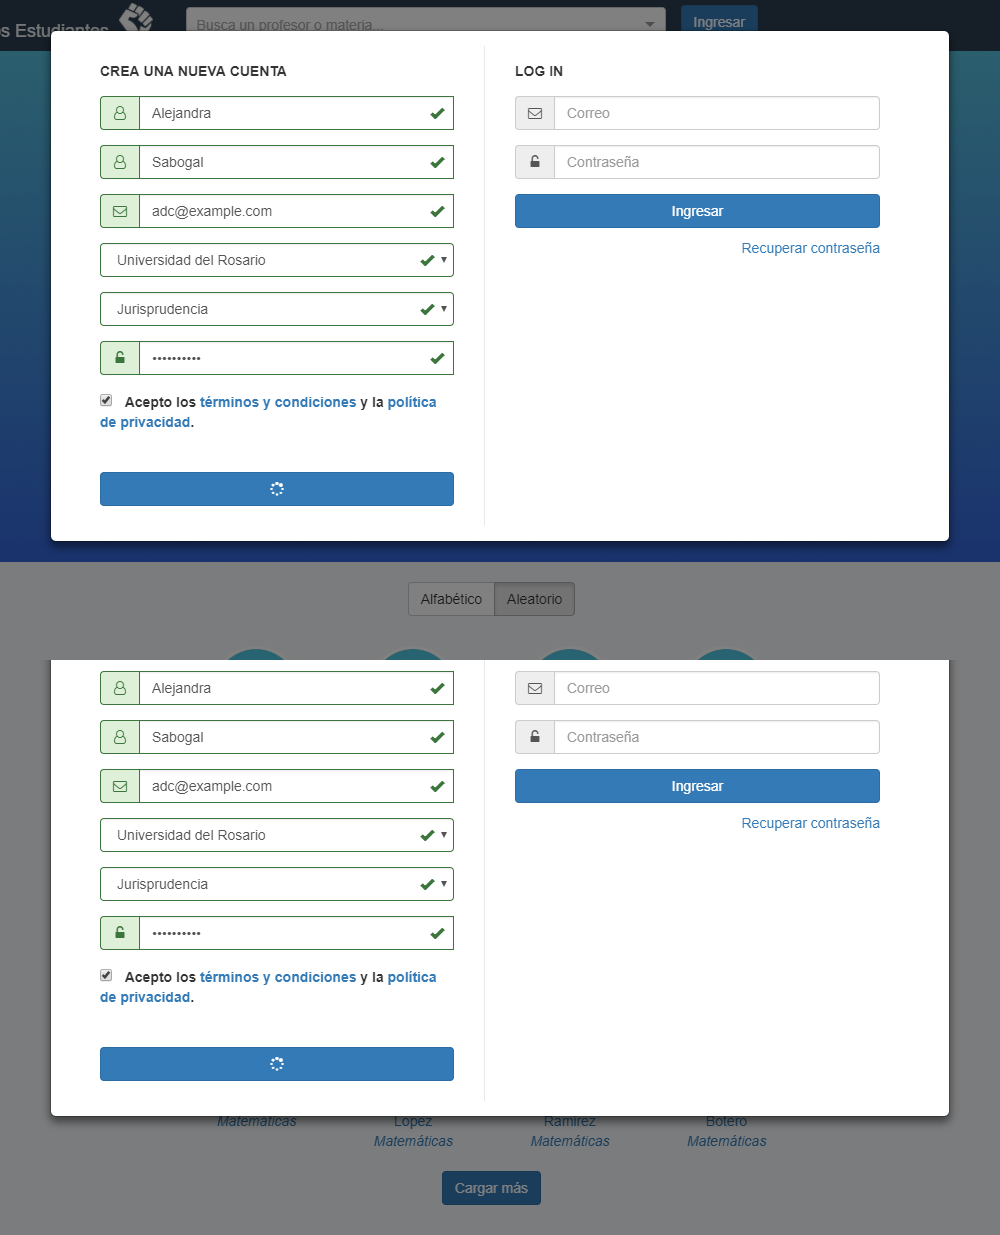 os Estudiantes
Busca un profesor o materia...
Ingresar
CREA UNA NUEVA CUENTA
Alejandra
Sabogal
adc@example.com
Universidad del Rosario
Jurisprudencia
••••••••••
Acepto los términos y condiciones y la política
de privacidad.
LOG IN
Correo
Contraseña
Ingresar
Recuperar contraseña
Alfabético
Aleatorio
Alejandra
Sabogal
adc@example.com
Universidad del Rosario
Jurisprudencia
••••••••••
Acepto los términos y condiciones y la política
de privacidad.
Correo
Contraseña
Ingresar
Recuperar contraseña
Matemáticas
López
Matemáticas
Ramírez
Matemáticas
Botero
Matemáticas
Cargar más